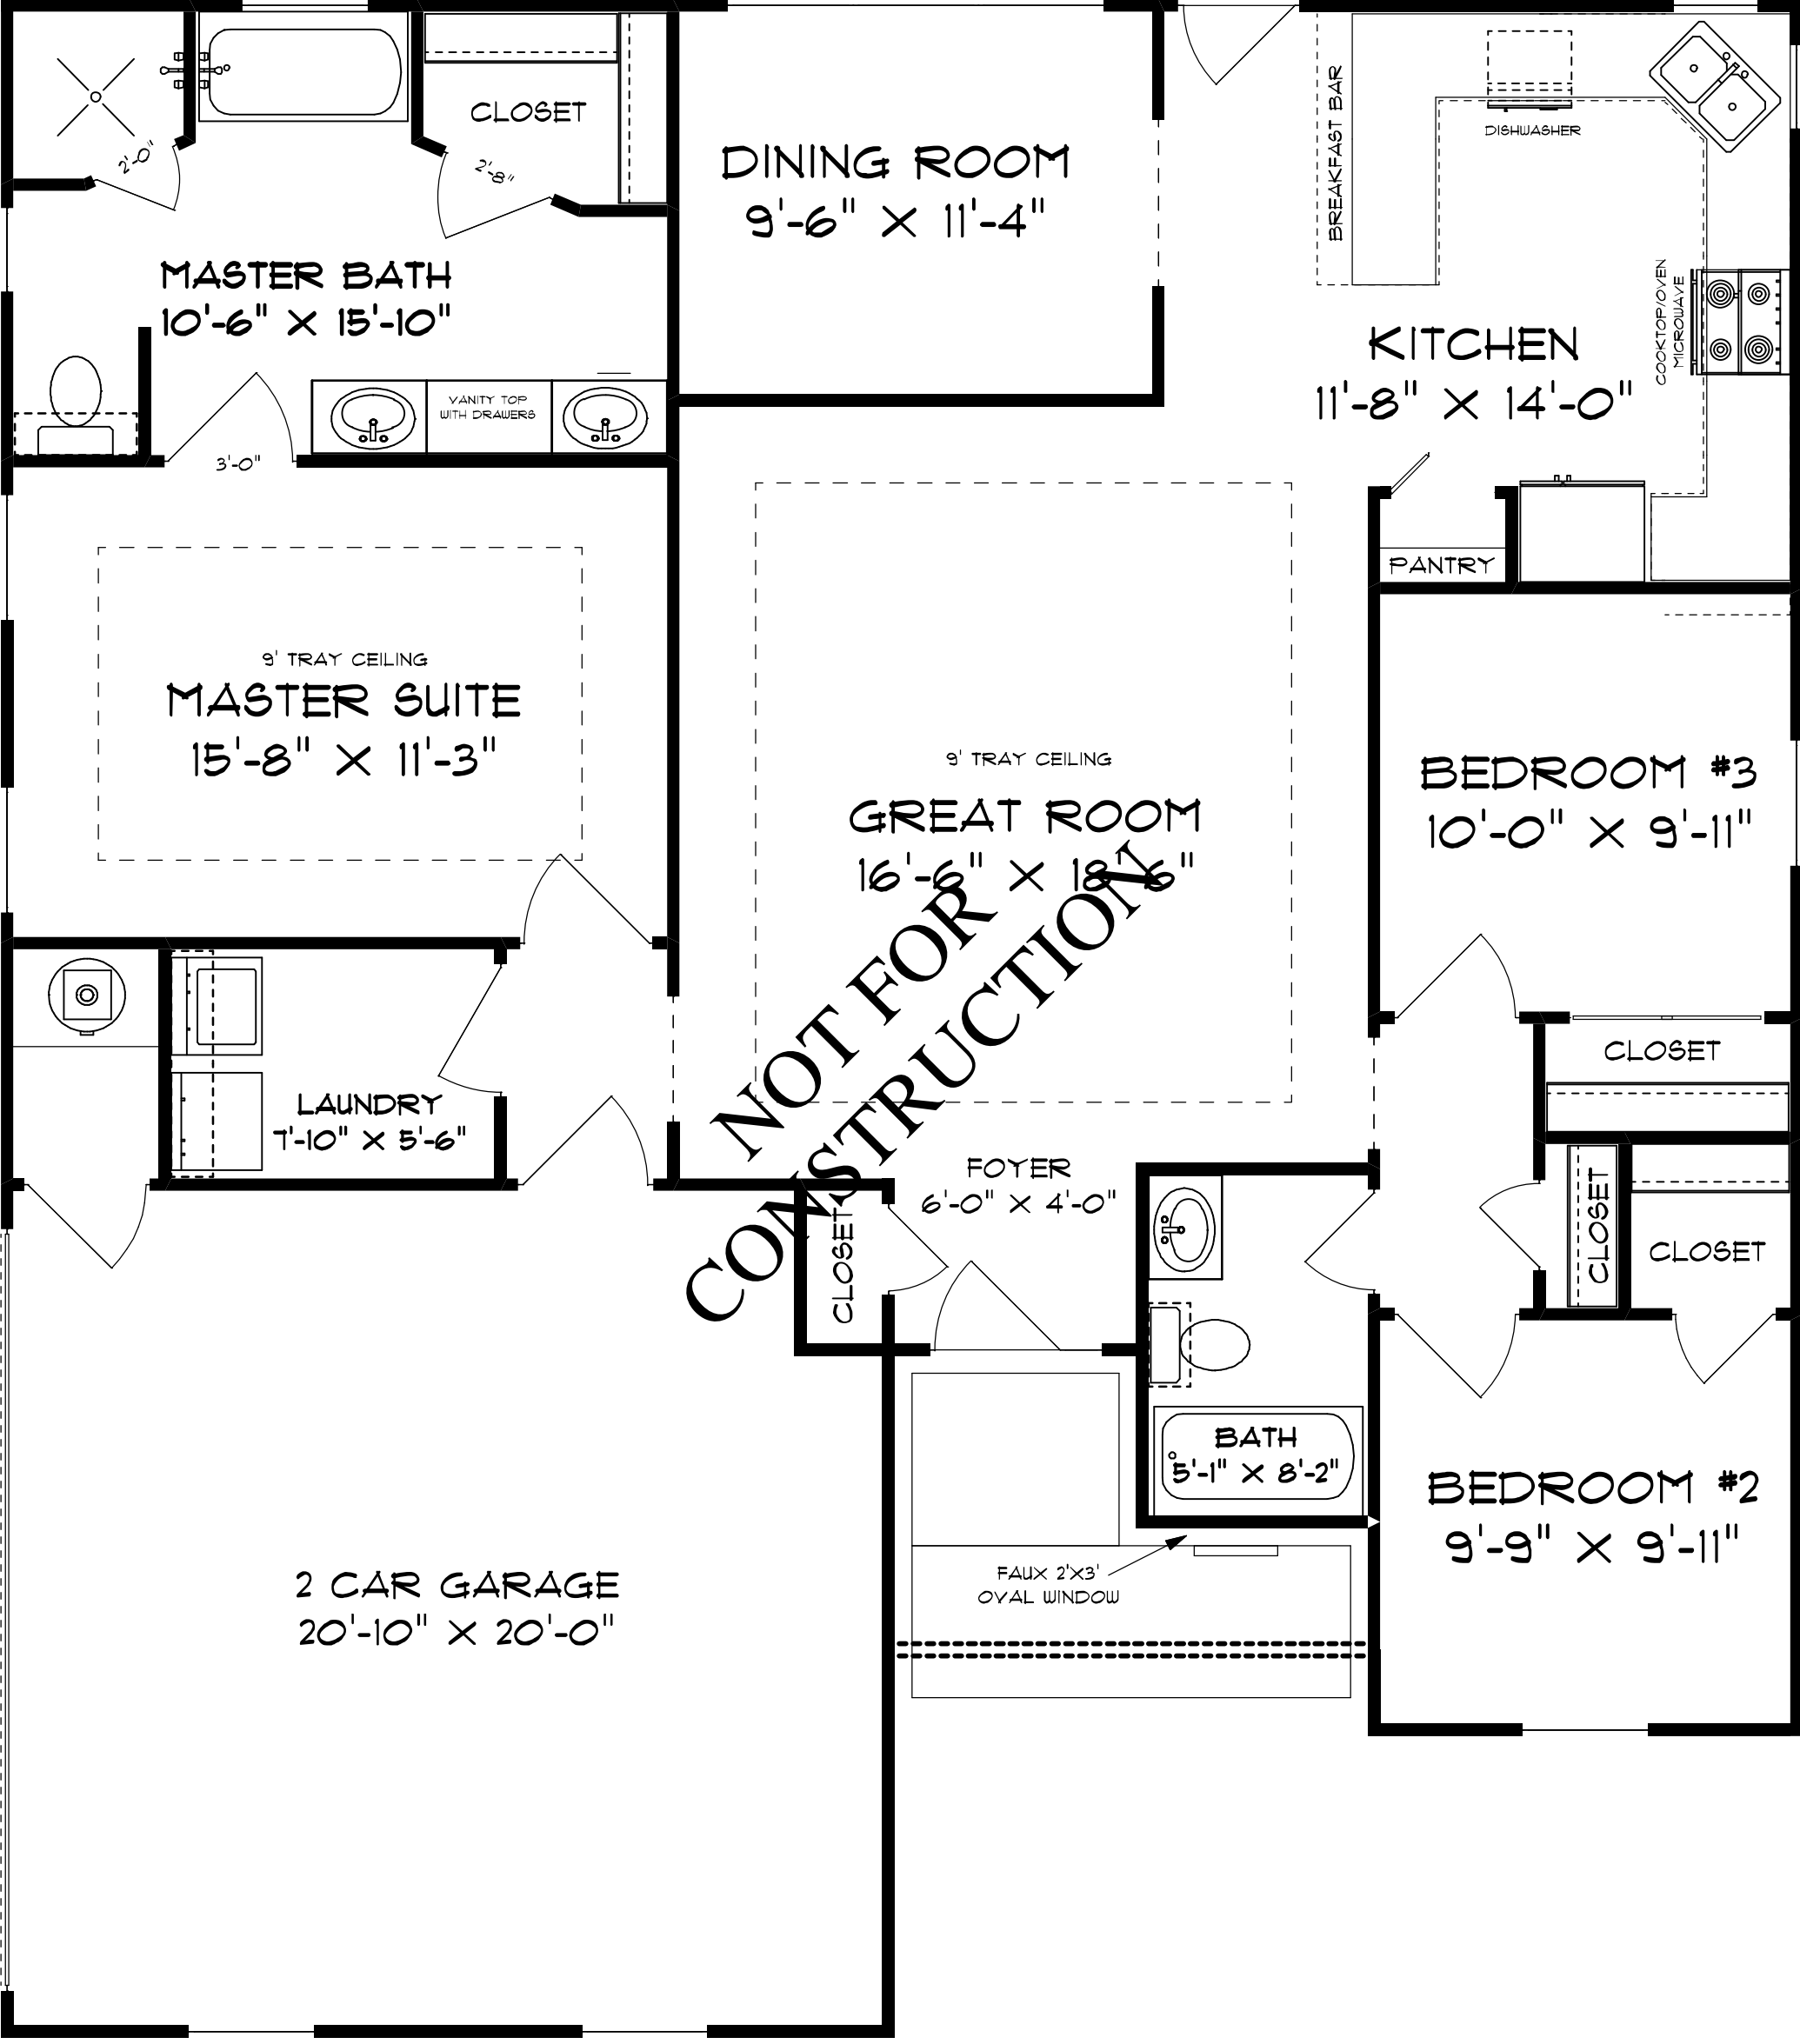 CLOSET
2'-0"
2'-8"
MASTER BATH
10'-6" X 15'-10"
VANITY TOP
WITH DRAWERS
3'-0"
DINING ROOM
9'-6" X 11'-4"
BREAKFAST BAR
DISHWASHER
COOKTOP/OVEN
MICROWAVE
KITCHEN
11'-8" X 14'-0"
PANTRY
9' TRAY CEILING
MASTER SUITE
15'-8" X 11'-3"
9' TRAY CEILING
GREAT ROOM
16'-6" X 18'-6"
NOT FOR
CONSTRUCTION
BEDROOM #3
10'-0" X 9'-11"
CLOSET
LAUNDRY
7'-10" X 5'-6"
FOYER
6'-0" X 4'-0"
CLOSET
CLOSET
CLOSET
BATH
5'-1" X 8'-2"
BEDROOM #2
9'-9" X 9'-11"
FAUX 2'X3'
OVAL WINDOW
2 CAR GARAGE
20'-10" X 20'-0"